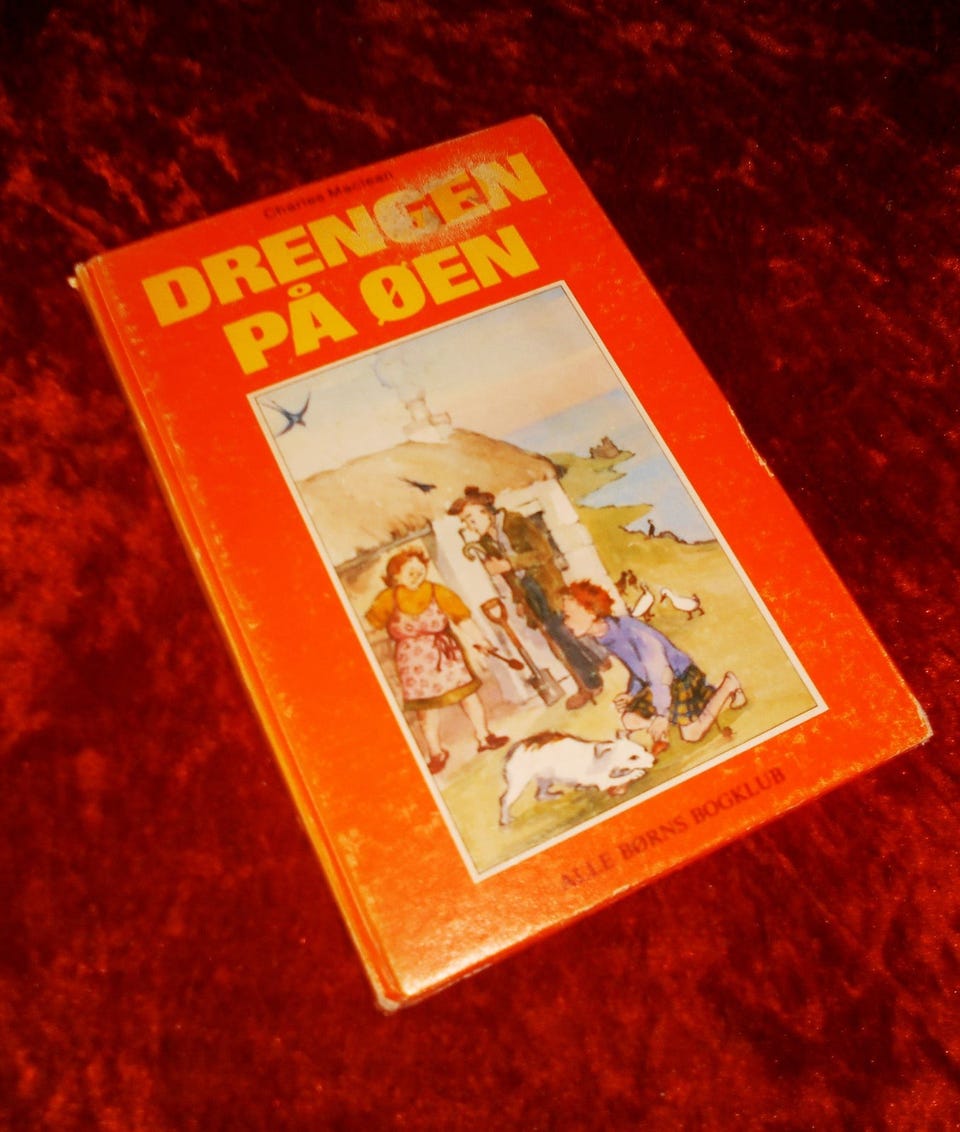 Charles Maclean
DRENGEN
PÅ ØEN
ALLE BØRNS BOGKLUB